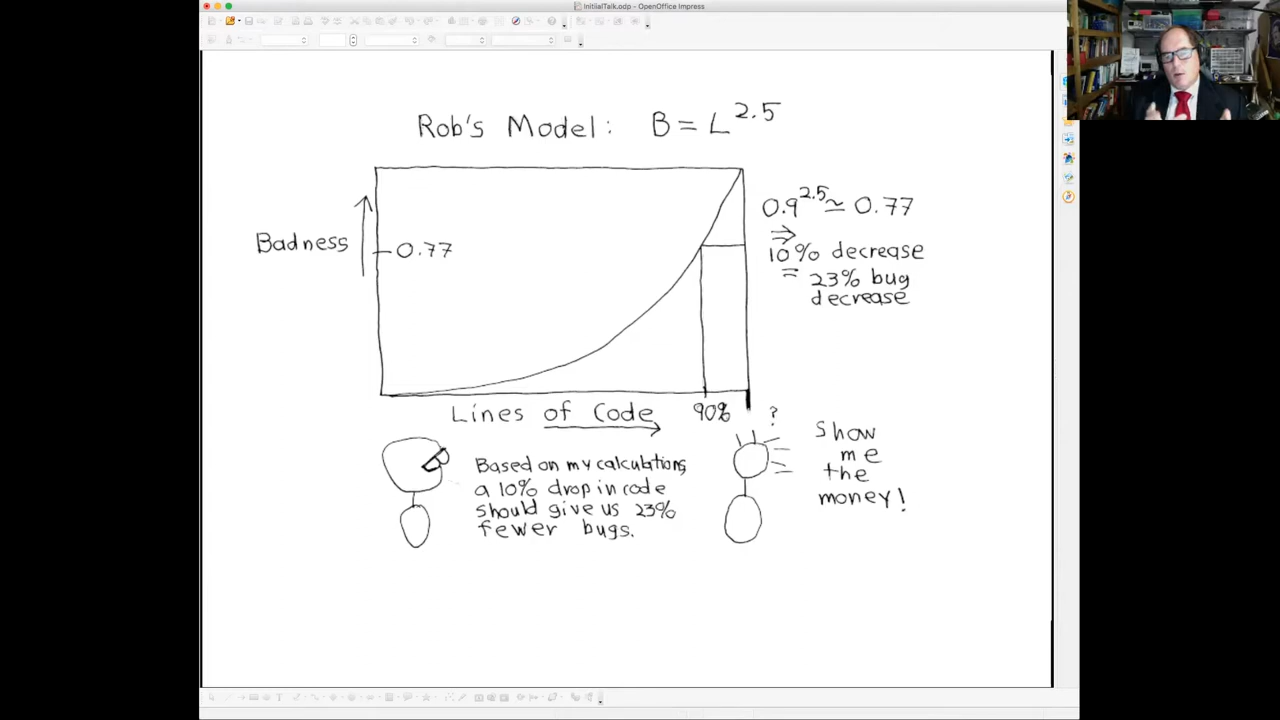 InitialTalk.odp - OpenOffice Impress
Rob's Model: B = L^2.5
0.9^2.5 ≃ 0.77
⇒
10% decrease
= 23% bug
decrease
Badness
0.77
Lines of Code
90%
Based on my calculations
a 10% drop in code
should give us 23%
fewer bugs.
?
Show
me
the
money!